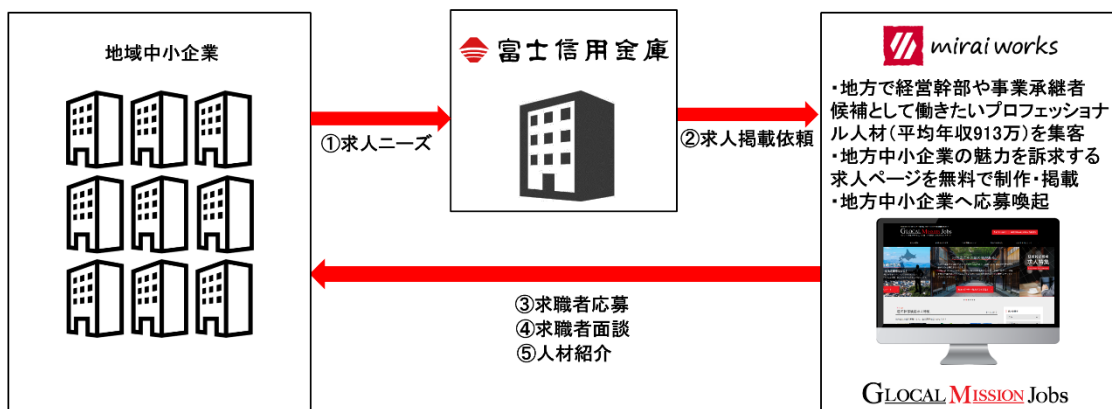 地域中小企業
①求人ニーズ
富士信用金庫
②求人掲載依頼
mirai works
・地方で経営幹部や事業承継者
候補として働きたいプロフェッショナ
ル人材（平均年収913万）を集客
・地方中小企業の魅力を訴求する
求人ページを無料で制作・掲載
・地方中小企業へ応募喚起
GLOCAL MISSION JOBS
③求職者応募
④求職者面談
⑤人材紹介
GLOCAL MISSION JOBS